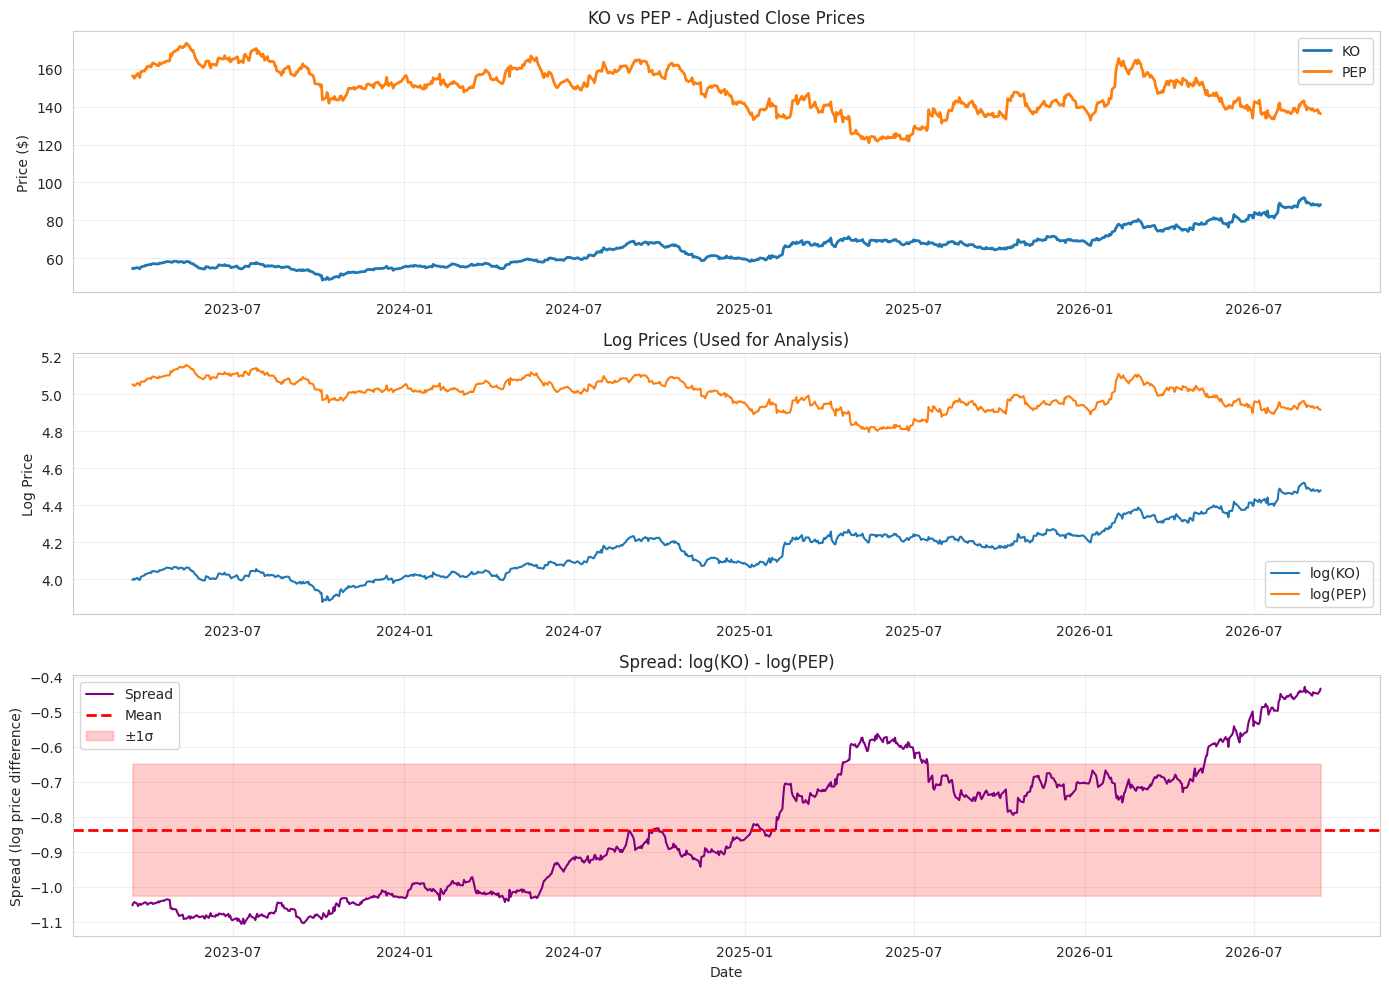 KO vs PEP - Adjusted Close Prices
Price ($)
160
140
120
100
80
60
KO
PEP
2023-07 2024-01 2024-07 2025-01 2025-07 2026-01 2026-07
Log Prices (Used for Analysis)
Log Price
5.2
5.0
4.8
4.6
4.4
4.2
4.0
log(KO)
log(PEP)
2023-07 2024-01 2024-07 2025-01 2025-07 2026-01 2026-07
Spread: log(KO) - log(PEP)
Spread (log price difference)
−0.4
−0.5
−0.6
−0.7
−0.8
−0.9
−1.0
−1.1
Spread
Mean
±1σ
2023-07 2024-01 2024-07 2025-01 2025-07 2026-01 2026-07
Date